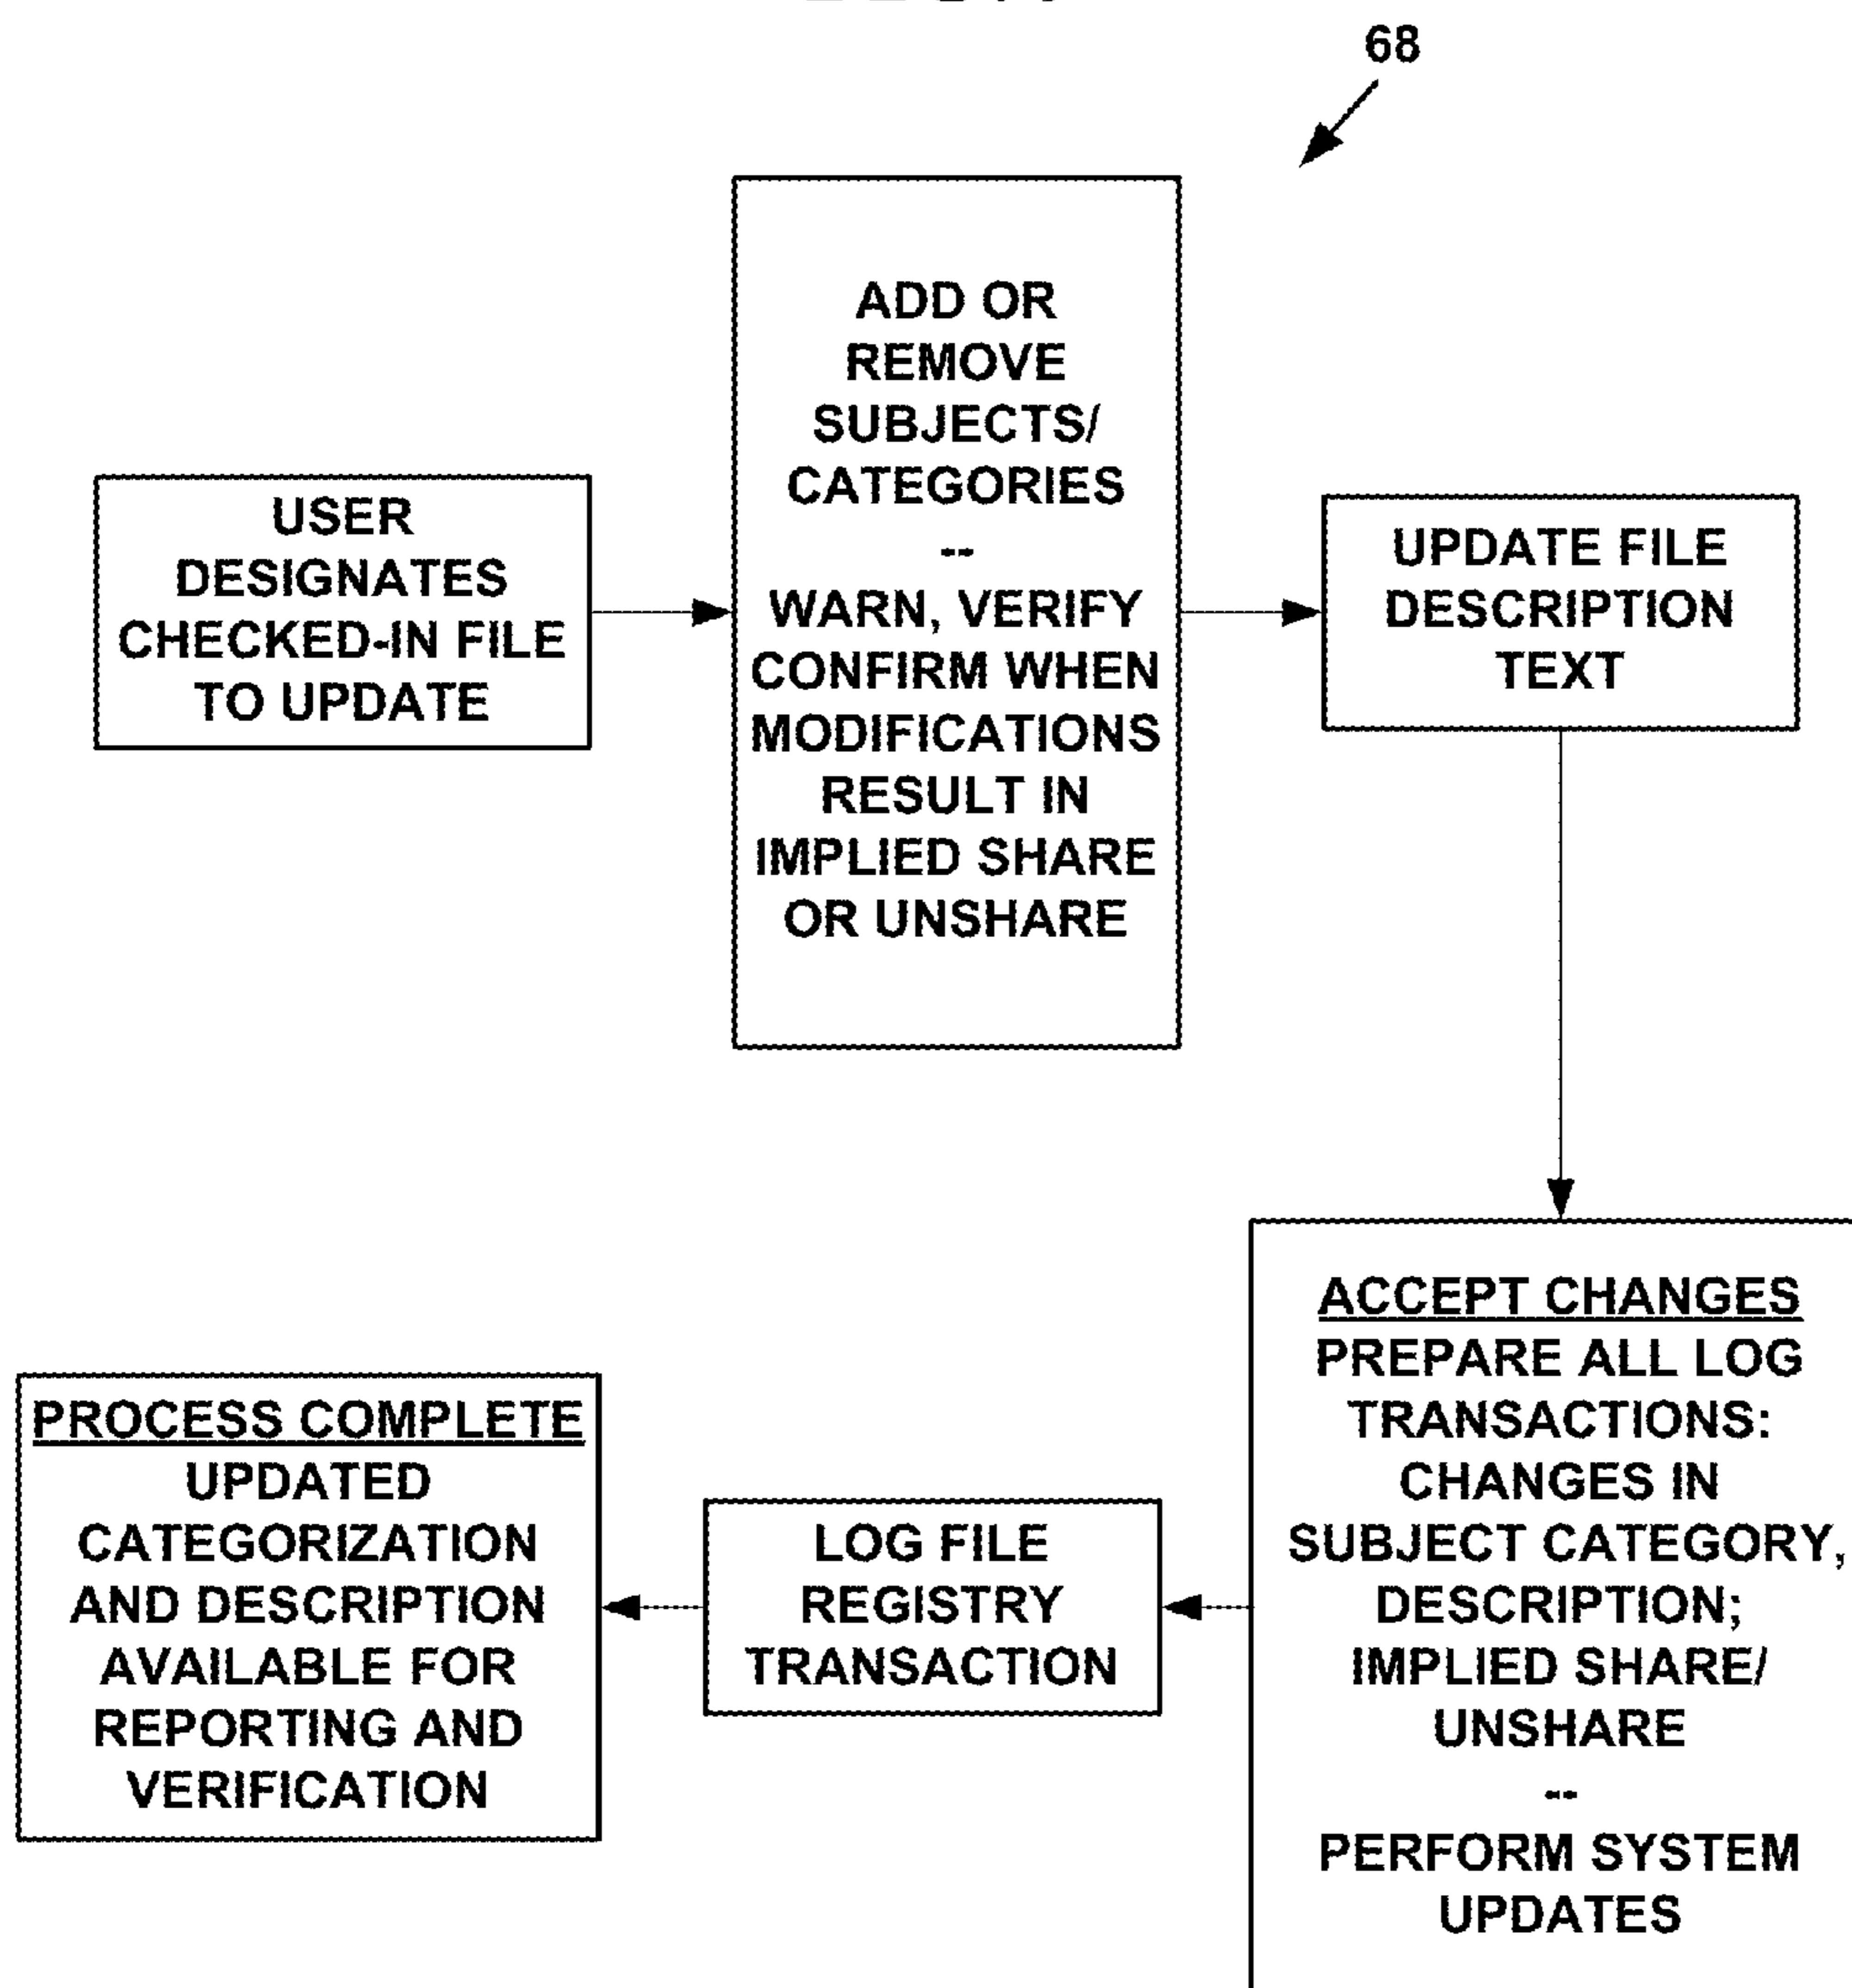 68
USER
DESIGNATES
CHECKED-IN FILE
TO UPDATE
ADD OR
REMOVE
SUBJECTS/
CATEGORIES
--
WARN, VERIFY
CONFIRM WHEN
MODIFICATIONS
RESULT IN
IMPLIED SHARE
OR UNSHARE
UPDATE FILE
DESCRIPTION
TEXT
ACCEPT CHANGES
PREPARE ALL LOG
TRANSACTIONS:
CHANGES IN
SUBJECT CATEGORY,
DESCRIPTION;
IMPLIED SHARE/
UNSHARE
--
PERFORM SYSTEM
UPDATES
LOG FILE
REGISTRY
TRANSACTION
PROCESS COMPLETE
UPDATED
CATEGORIZATION
AND DESCRIPTION
AVAILABLE FOR
REPORTING AND
VERIFICATION